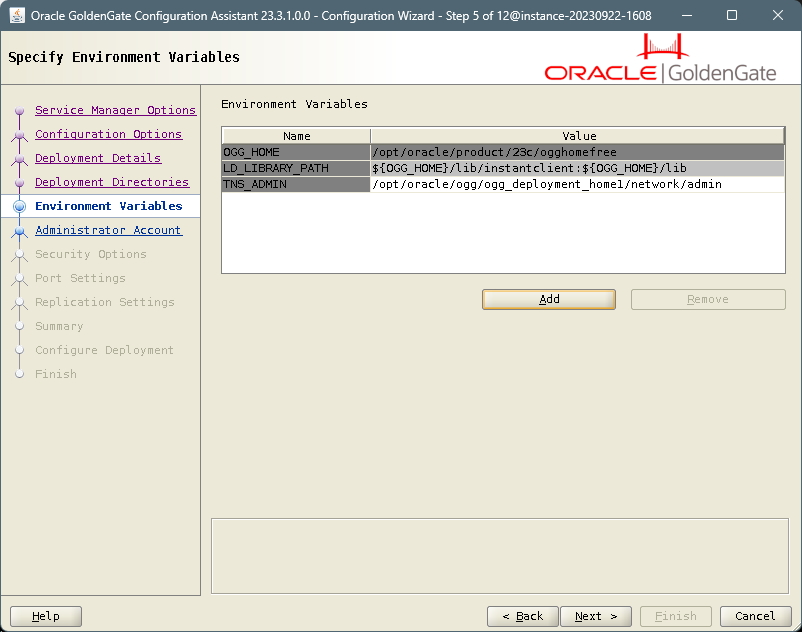 Oracle GoldenGate Configuration Assistant 23.3.1.0.0 - Configuration Wizard - Step 5 of 12@instance-20230922-1608
Specify Environment Variables
ORACLE GoldenGate
Service Manager Options
Configuration Options
Deployment Details
Deployment Directories
Environment Variables
Administrator Account
Security Options
Port Settings
Replication Settings
Summary
Configure Deployment
Finish
Environment Variables
Name Value
OGG_HOME /opt/oracle/product/23c/ogghomefree
LD_LIBRARY_PATH ${OGG_HOME}/lib/instantclient:${OGG_HOME}/lib
TNS_ADMIN /opt/oracle/ogg/ogg_deployment_home1/network/admin
Add Remove
Help < Back Next > Finish Cancel